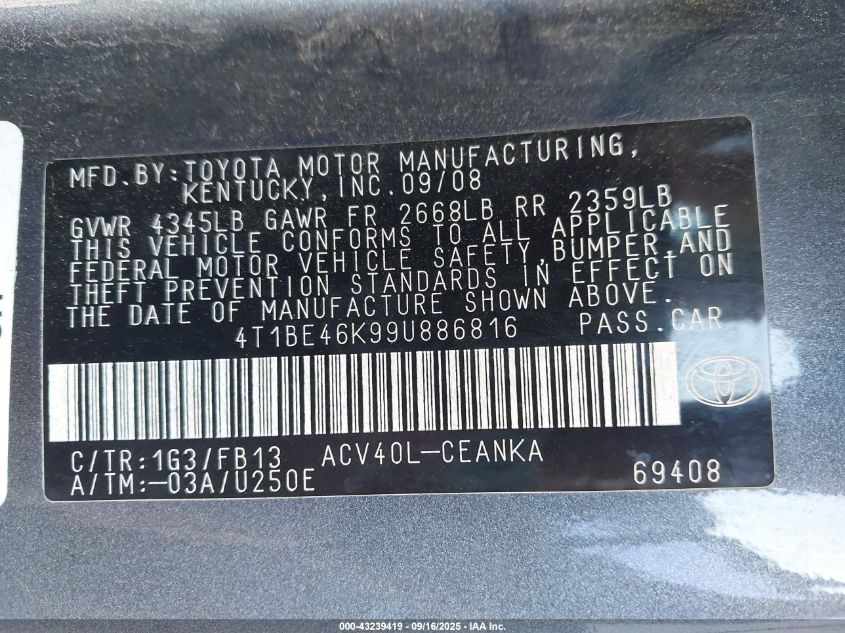 MFD.BY:TOYOTA MOTOR MANUFACTURING,
KENTUCKY,INC.09/08
GVWR 4345LB GAWR FR 2668LB RR 2359LB
THIS VEHICLE CONFORMS TO ALL APPLICABLE
FEDERAL MOTOR VEHICLE SAFETY,BUMPER,AND
THEFT PREVENTION STANDARDS IN EFFECT ON
THE DATE OF MANUFACTURE SHOWN ABOVE.
4T1BE46K99U886816 PASS.CAR
C/TR:1G3/FB13 ACV40L-CEANKA
A/TM:-03A/U250E 69408
000-43239419 - 09/16/2025 - IAA Inc.